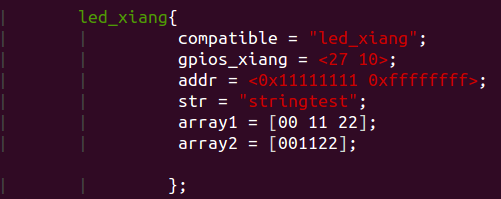 led_xiang{
compatible = "led_xiang";
gpios_xiang = <27 10>;
addr = <0x11111111 0xffffffff>;
str = "stringtest";
array1 = [00 11 22];
array2 = [001122];
};